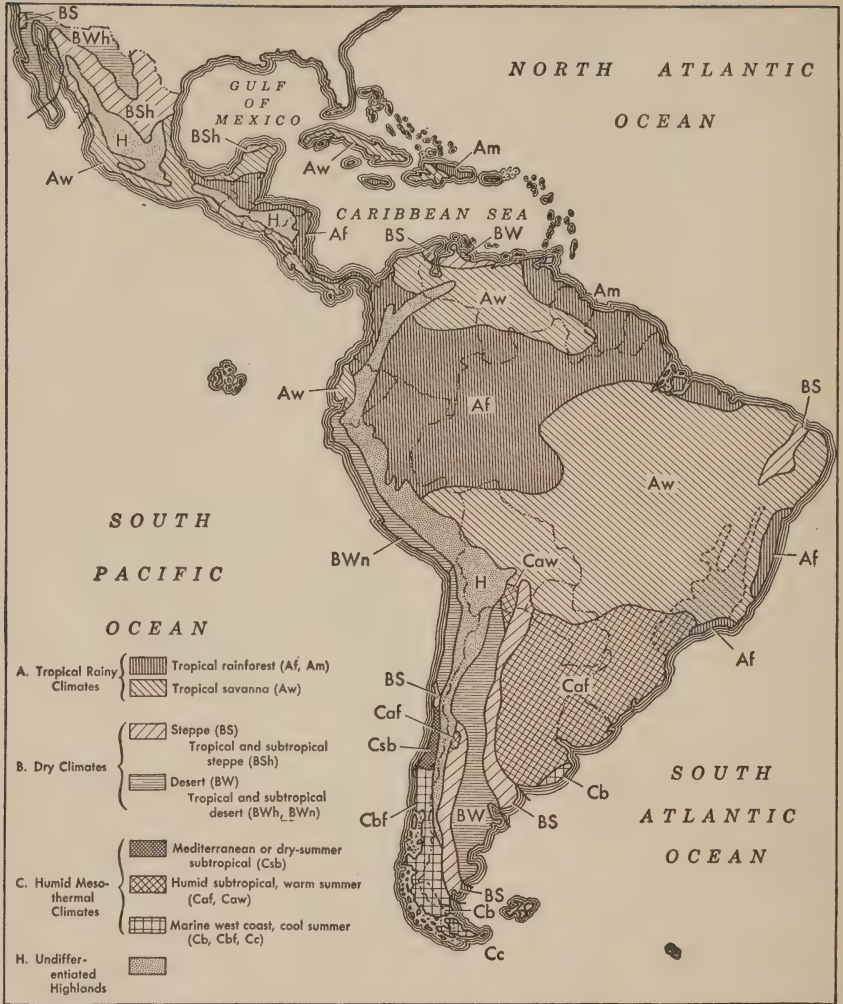 BS
BWh
NORTH ATLANTIC
OCEAN
GULF
OF
MEXICO
BSh
BSh
H
Aw
Am
Aw
CARIBBEAN SEA
H
Af
BS
BW
Am
Aw
Aw
Af
BS
Aw
SOUTH
PACIFIC
OCEAN
BWn
H
Caw
Af
Af
BS
Caf
Caf
Csb
Cb
Cbf
BW
BS
SOUTH
ATLANTIC
OCEAN
BS
Cb
Cc
A. Tropical Rainy
Climates
Tropical rainforest (Af, Am)
Tropical savanna (Aw)
B. Dry Climates
Steppe (BS)
Tropical and subtropical
steppe (BSh)
Desert (BW)
Tropical and subtropical
desert (BWh, BWn)
C. Humid Meso-
thermal
Climates
Mediterranean or dry-summer
subtropical (Csb)
Humid subtropical, warm summer
(Caf, Caw)
Marine west coast, cool summer
(Cb, Cbf, Cc)
H. Undiffer-
entiated
Highlands